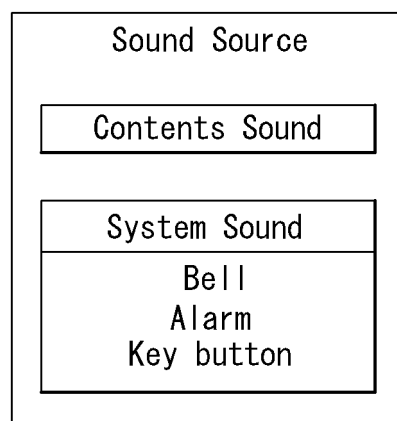 Sound Source
Contents Sound
System Sound
Bell
Alarm
Key button